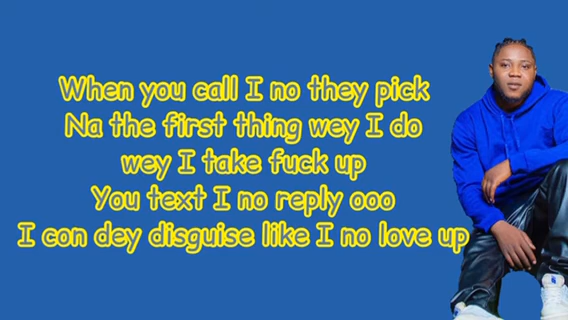 When you call I no they pick
Na the first thing wey I do
wey I take fuck up
You text I no reply ooo
I con dey disguise like I no love up